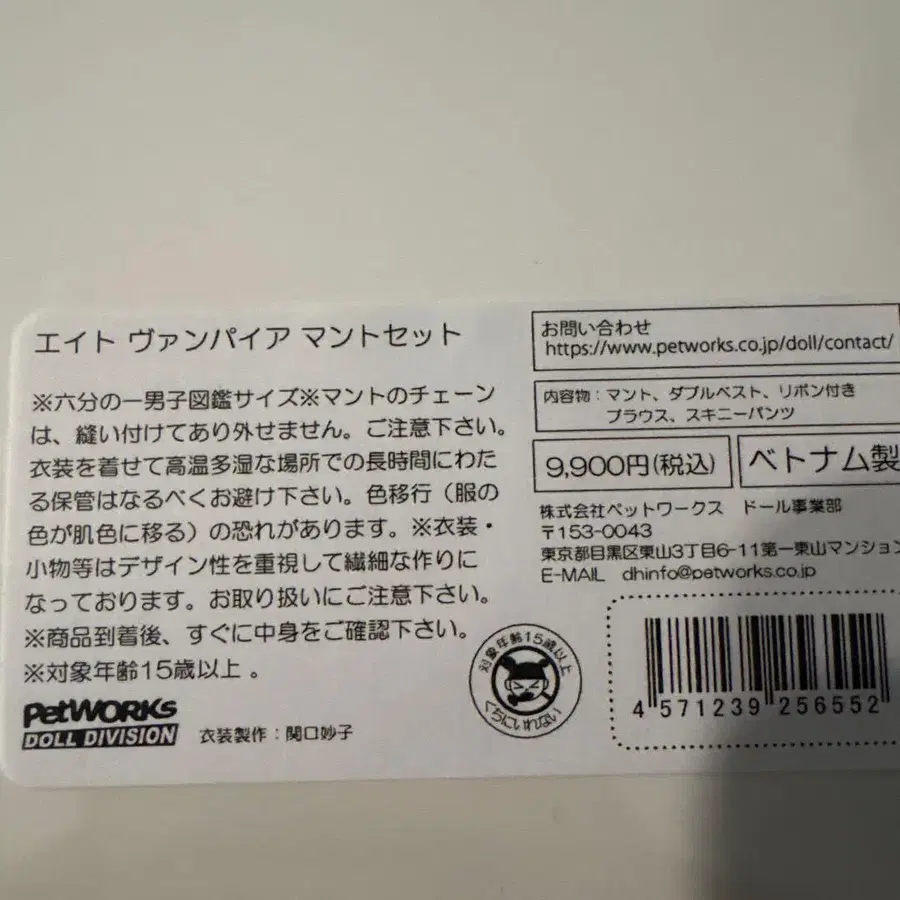 エイト ヴァンパイア マントセット
※六分の一男子図鑑サイズ※マントのチェーン
は、縫い付けてあり外せません。ご注意下さい。
衣装を着せて高温多湿な場所での長時間にわた
る保管はなるべくお避け下さい。色移行（服の
色が肌色に移る）の恐れがあります。※衣装・
小物等はデザイン性を重視して繊細な作りに
なっております。お取り扱いにご注意下さい。
※商品到着後、すぐに中身をご確認下さい。
※対象年齢15歳以上 。
PetWORKs
DOLL DIVISION
衣装製作：関口妙子
対象年齢15歳以上
くちにいれない
お問い合わせ
https://www.petworks.co.jp/doll/contact/
内容物：マント、ダブルベスト、リボン付き
ブラウス、スキニーパンツ
9,900円(税込)
ベトナム製
株式会社ペットワークス ドール事業部
〒153-0043
東京都目黒区東山3丁目6-11第一東山マンション
E-MAIL dhinfo@petworks.co.jp
4 571239 256552